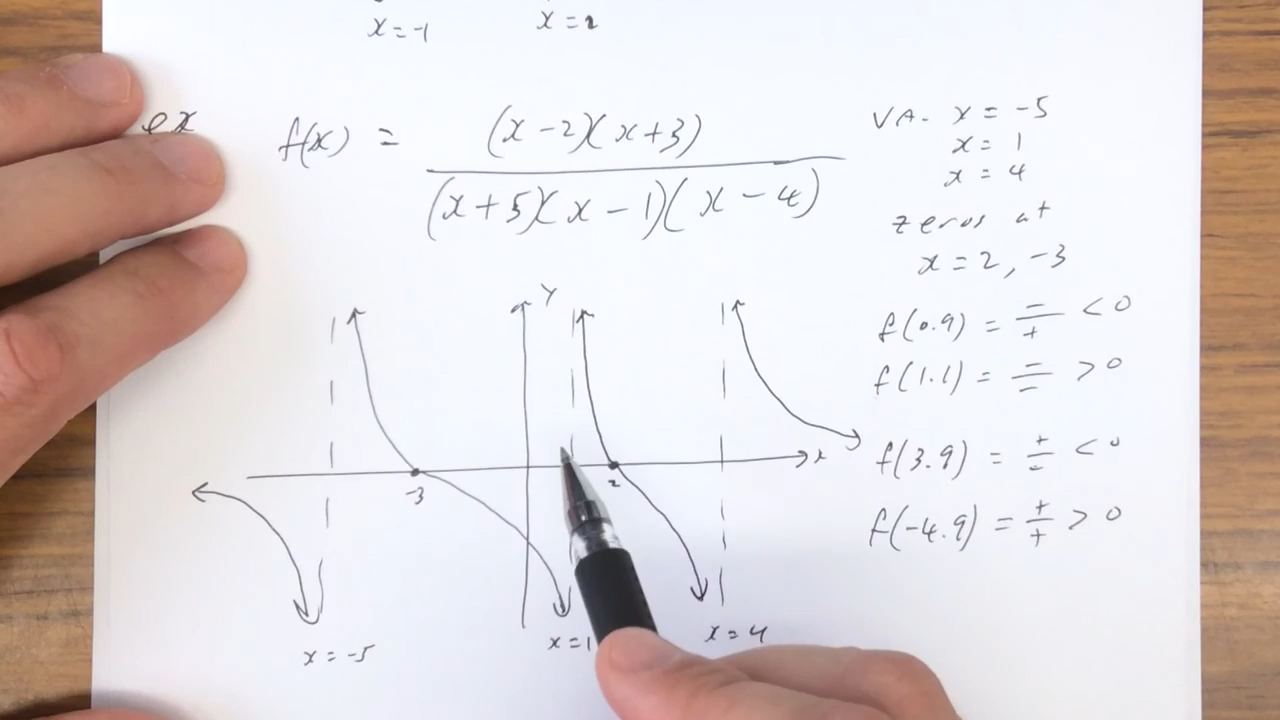 x = -1
x = 2
ex
f(x) = (x - 2)(x + 3)
(x + 5)(x - 1)(x - 4)
VA. x = -5
x = 1
x = 4
zeros at
x = 2, -3
f(0.9) = -/+ < 0
f(1.1) = -/- > 0
f(3.9) = +/- < 0
f(-4.9) = +/+ > 0
y
x
-3
2
x = -5
x = 1
x = 4